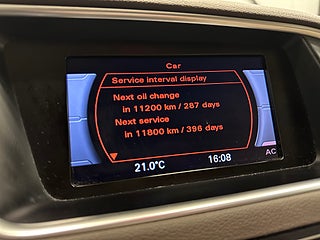 Car
Service interval display
Next oil change
in 11200 km / 287 days
Next service
in 11800 km / 396 days
AC
21.0°C 16:08